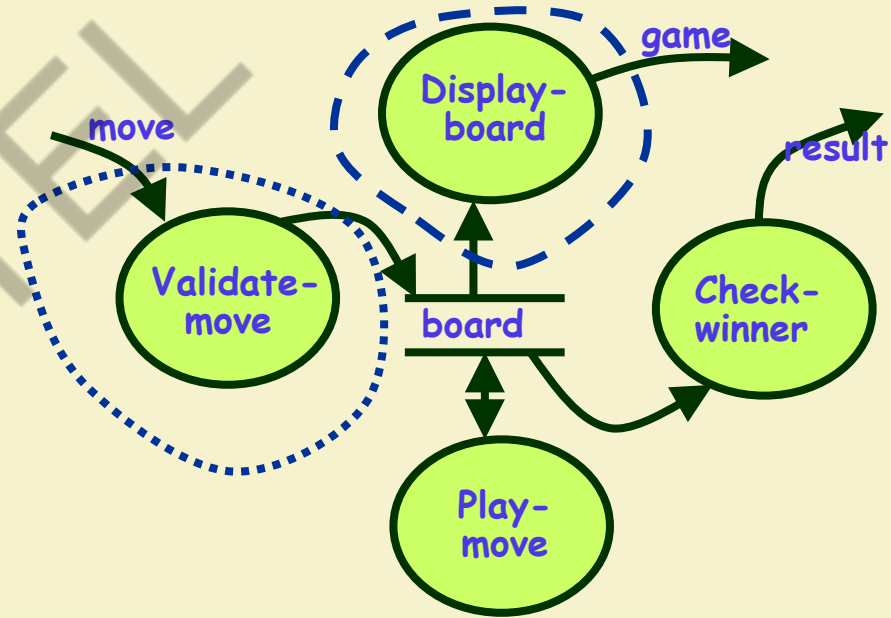 game
Display-
board
move
result
Validate-
move
Check-
winner
board
Play-
move